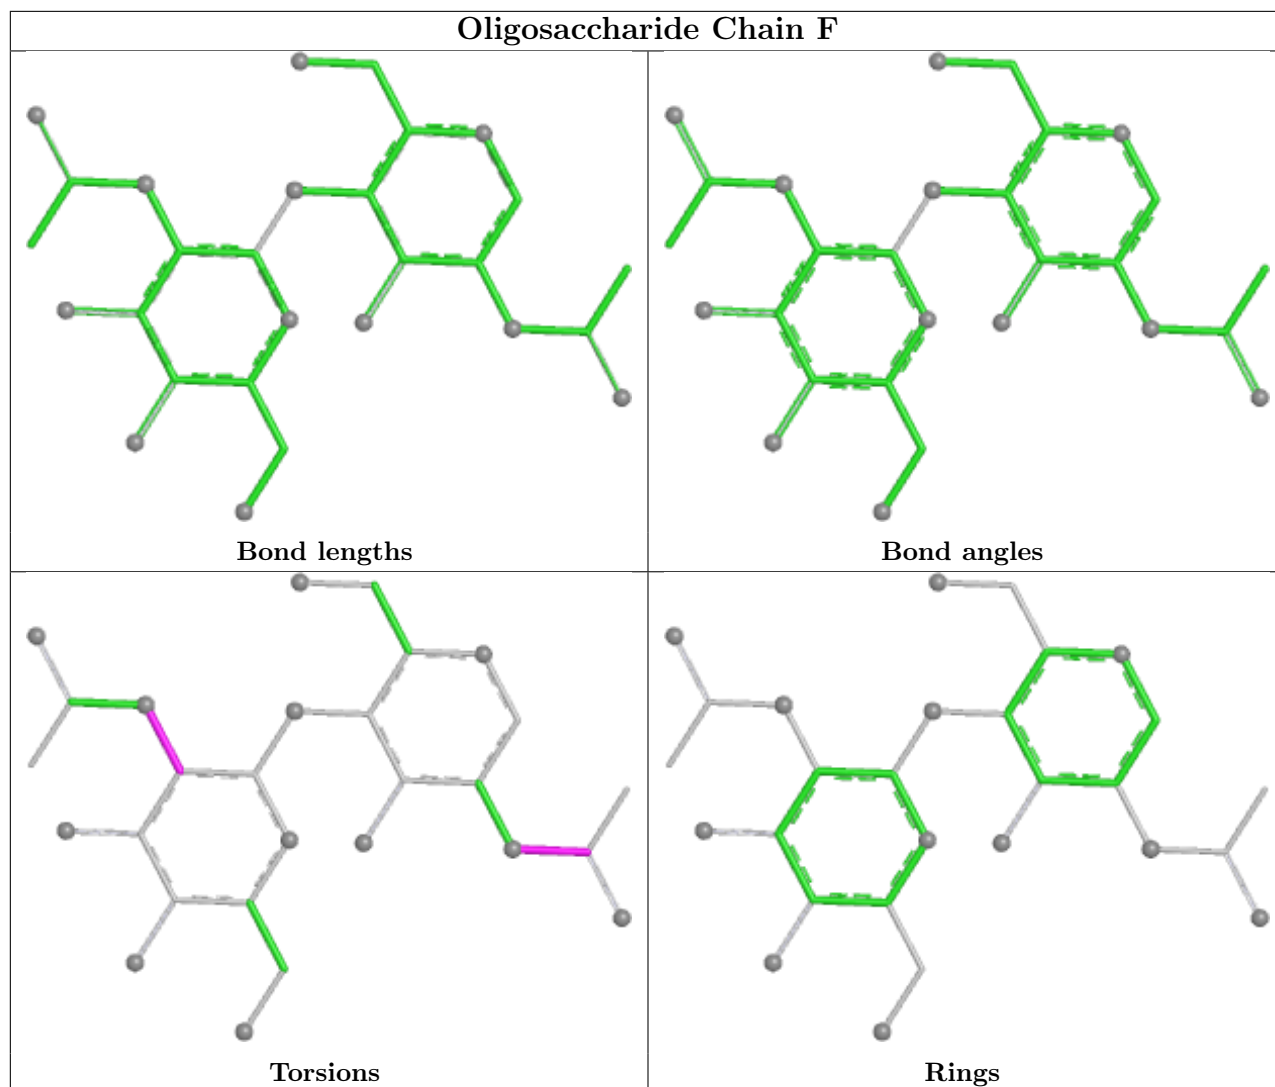 Oligosaccharide Chain F
Bond lengths
Bond angles
Torsions
Rings